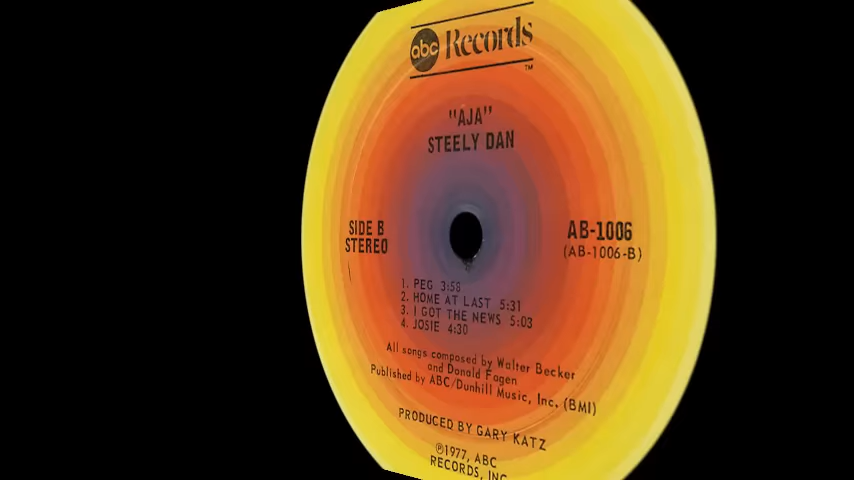 abc Records
TM
"AJA"
STEELY DAN
SIDE B
STEREO
AB-1006
(AB-1006-B)
1. PEG 3:58
2. HOME AT LAST 5:31
3. I GOT THE NEWS 5:03
4. JOSIE 4:30
All songs composed by Walter Becker
and Donald Fagen
Published by ABC/Dunhill Music, Inc. (BMI)
PRODUCED BY GARY KATZ
℗1977, ABC
RECORDS, INC